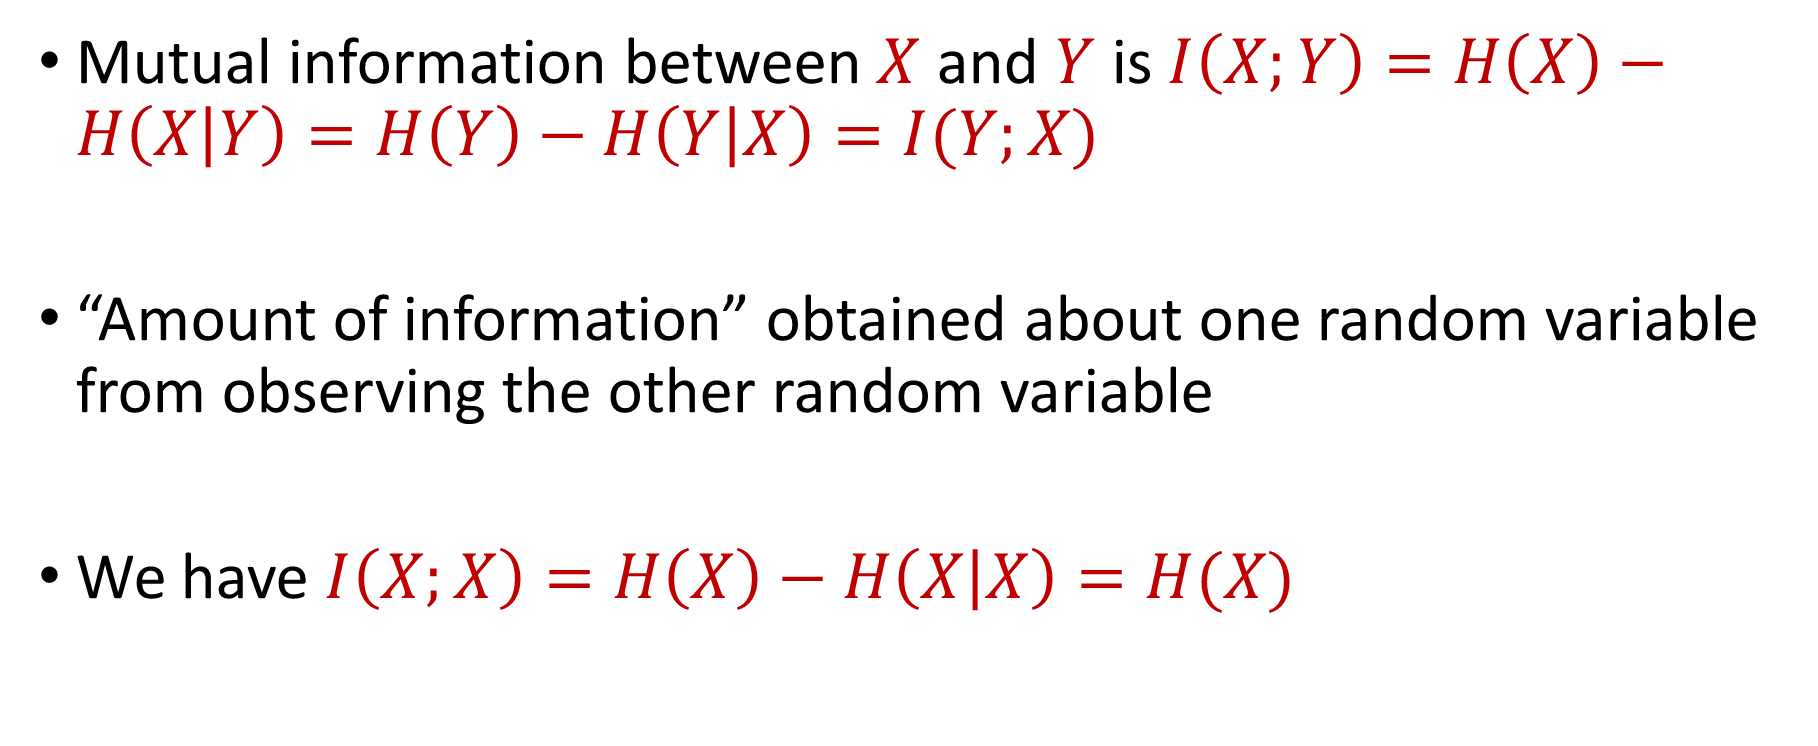 • Mutual information between X and Y is I(X; Y) = H(X) −
H(X|Y) = H(Y) − H(Y|X) = I(Y; X)
• “Amount of information” obtained about one random variable
from observing the other random variable
• We have I(X; X) = H(X) − H(X|X) = H(X)